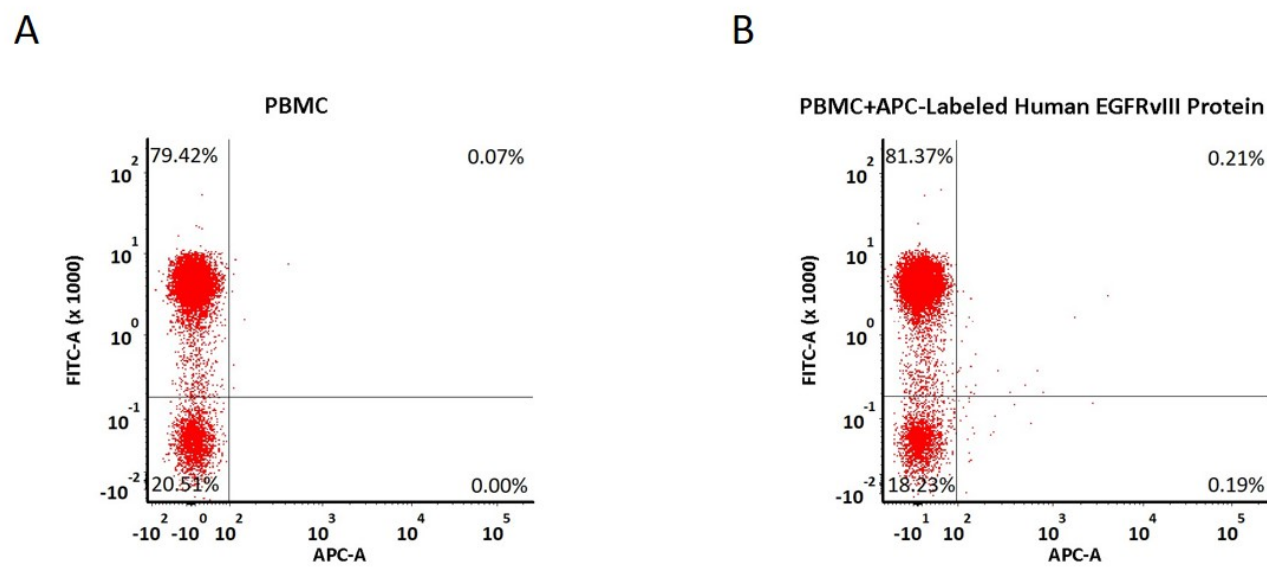 A
PBMC
79.42%
0.07%
10 2
10 1
10 0
10 -1
-10 -2
FITC-A (x 1000)
20.51%
0.00%
-10 2 -10 0 10 2 10 3 10 4 10 5
APC-A
B
PBMC+APC-Labeled Human EGFRvIII Protein
81.37%
0.21%
10 2
10 1
10 0
10 -1
-10 -2
FITC-A (x 1000)
18.23%
0.19%
-10 1 10 2 10 3 10 4 10 5
APC-A